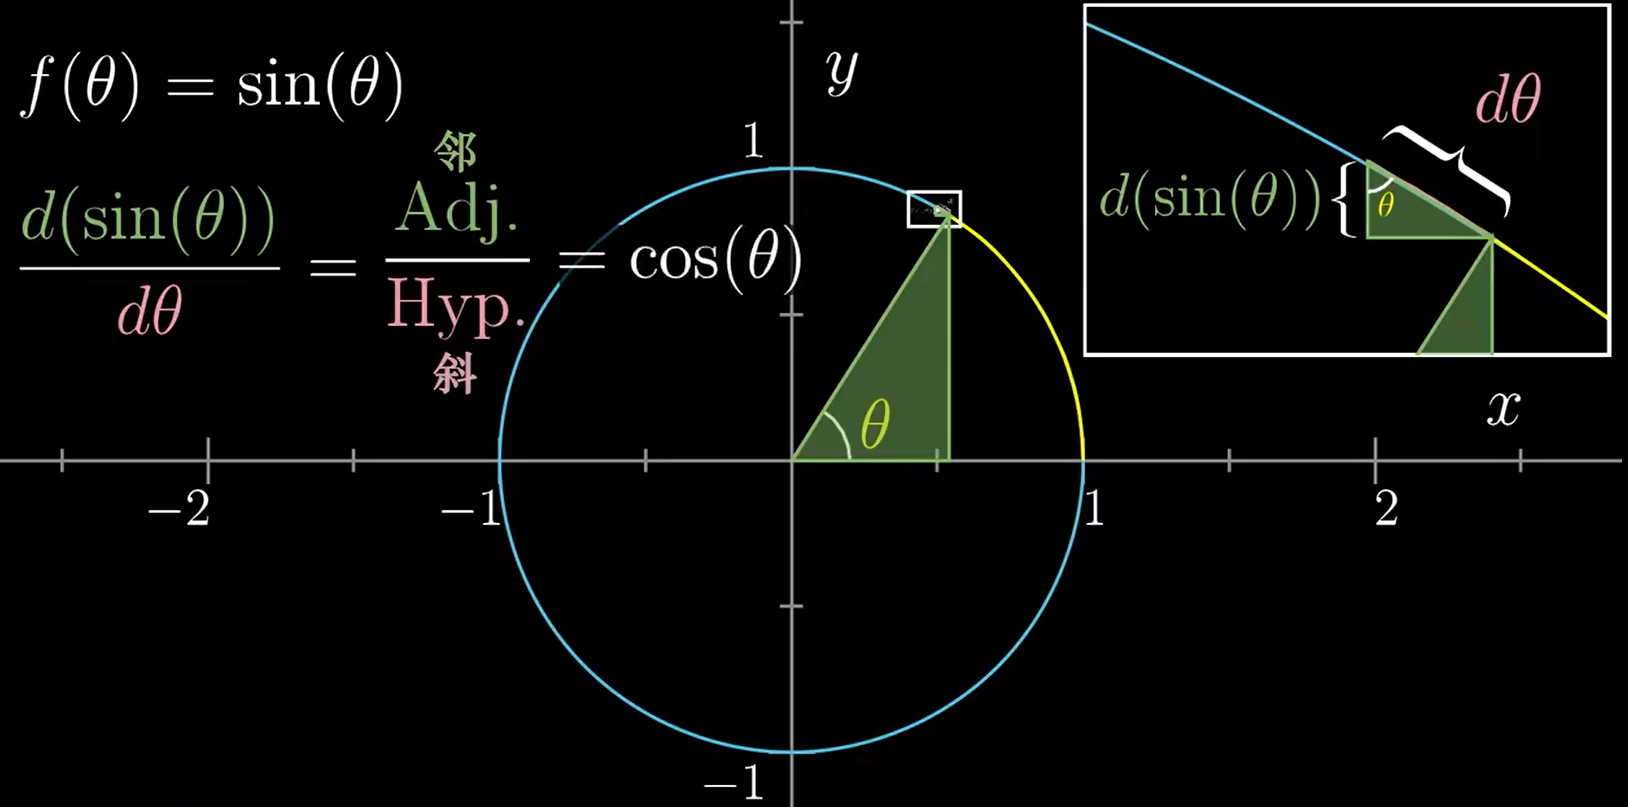 f(θ) = sin(θ)
邻
d(sin(θ)) / dθ = Adj. / Hyp. = cos(θ)
斜
y
1
−1
θ
−2
−1
1
2
x
dθ
d(sin(θ))
θ